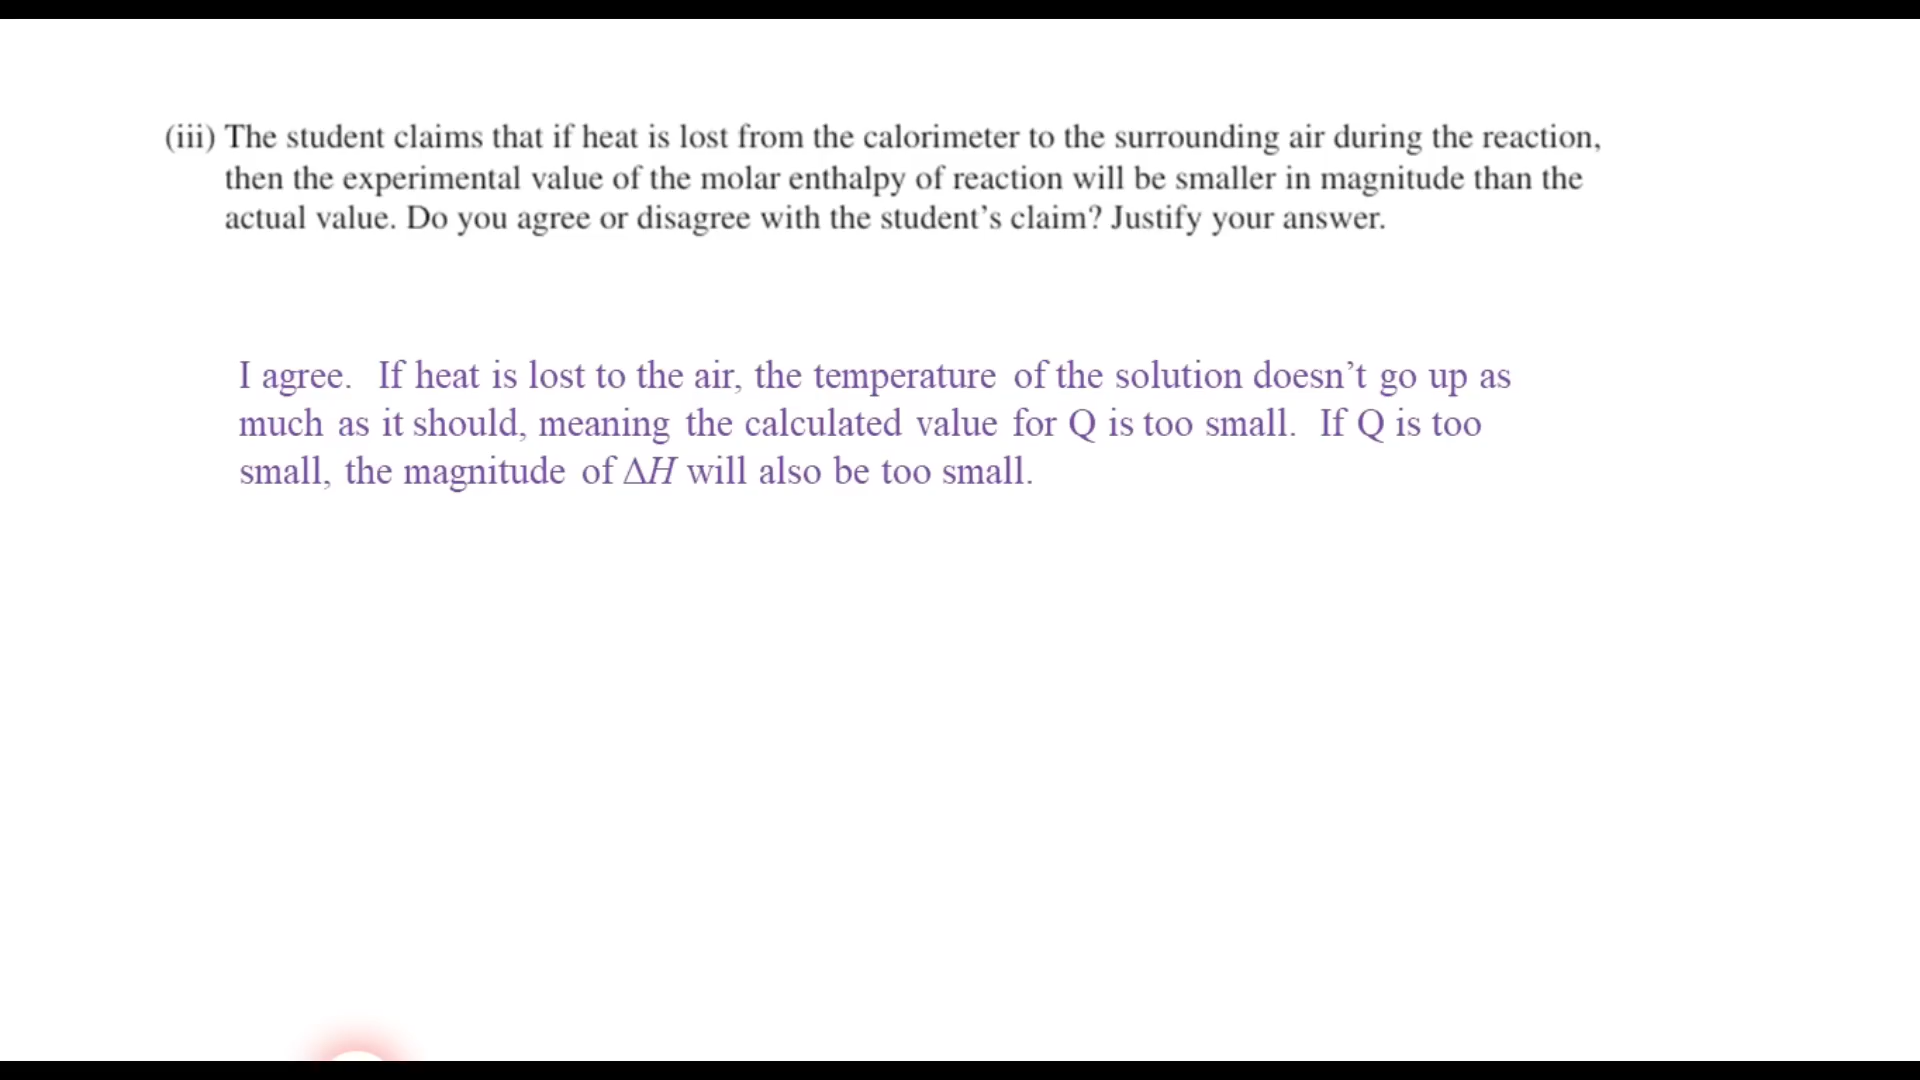 (iii) The student claims that if heat is lost from the calorimeter to the surrounding air during the reaction,
then the experimental value of the molar enthalpy of reaction will be smaller in magnitude than the
actual value. Do you agree or disagree with the student’s claim? Justify your answer.
I agree. If heat is lost to the air, the temperature of the solution doesn’t go up as
much as it should, meaning the calculated value for Q is too small. If Q is too
small, the magnitude of ΔH will also be too small.